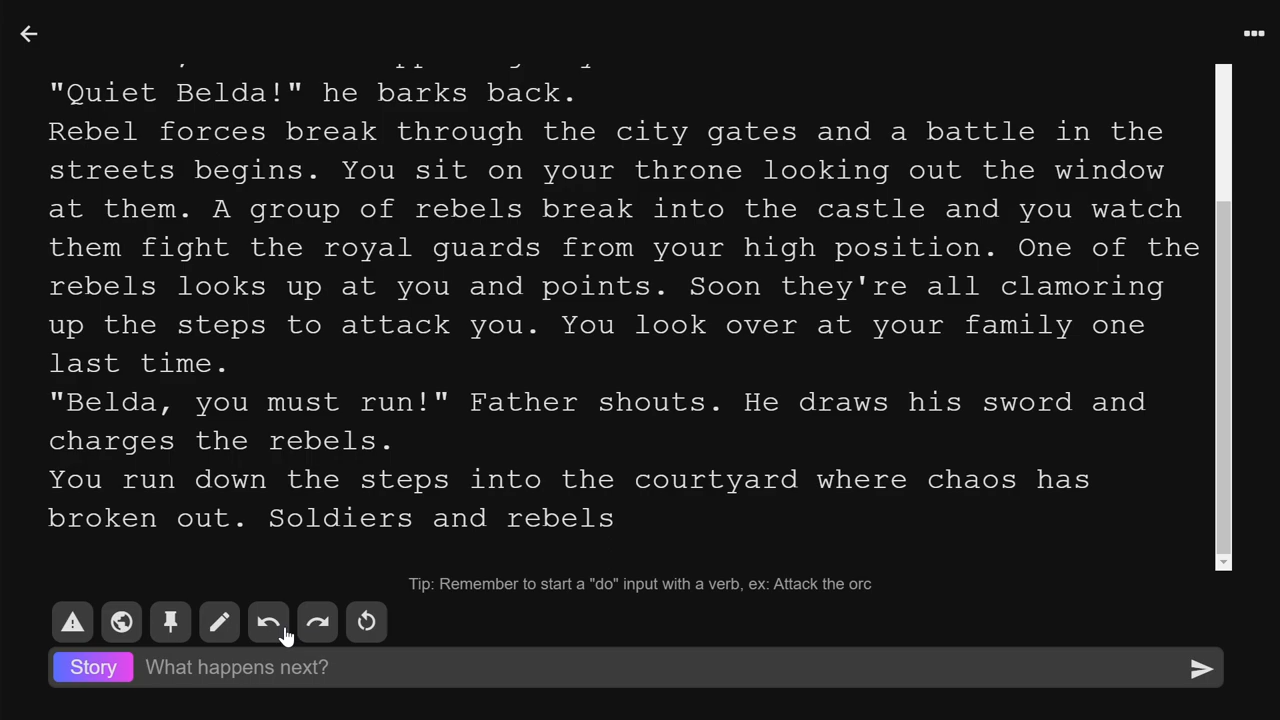 "Quiet Belda!" he barks back.
Rebel forces break through the city gates and a battle in the
streets begins. You sit on your throne looking out the window
at them. A group of rebels break into the castle and you watch
them fight the royal guards from your high position. One of the
rebels looks up at you and points. Soon they're all clamoring
up the steps to attack you. You look over at your family one
last time.
"Belda, you must run!" Father shouts. He draws his sword and
charges the rebels.
You run down the steps into the courtyard where chaos has
broken out. Soldiers and rebels
Tip: Remember to start a "do" input with a verb, ex: Attack the orc
Story What happens next?